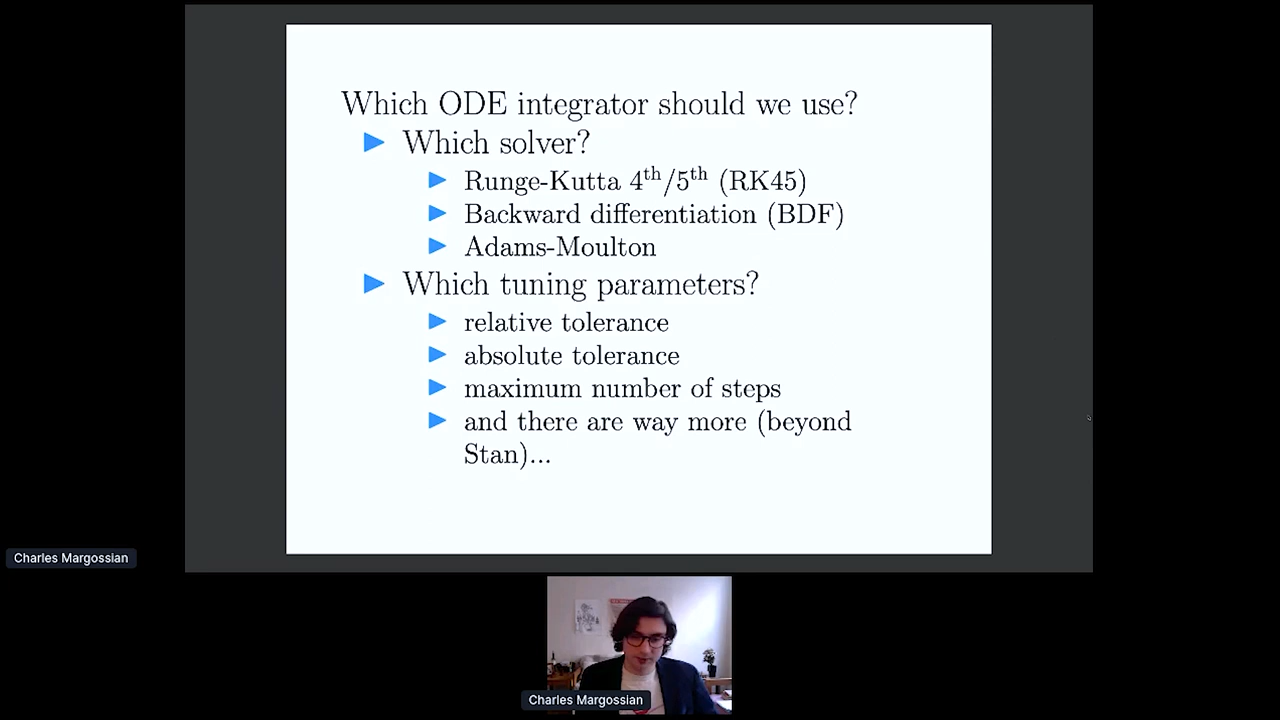 Which ODE integrator should we use?
Which solver?
Runge-Kutta 4th/5th (RK45)
Backward differentiation (BDF)
Adams-Moulton
Which tuning parameters?
relative tolerance
absolute tolerance
maximum number of steps
and there are way more (beyond
Stan)...
Charles Margossian
Charles Margossian